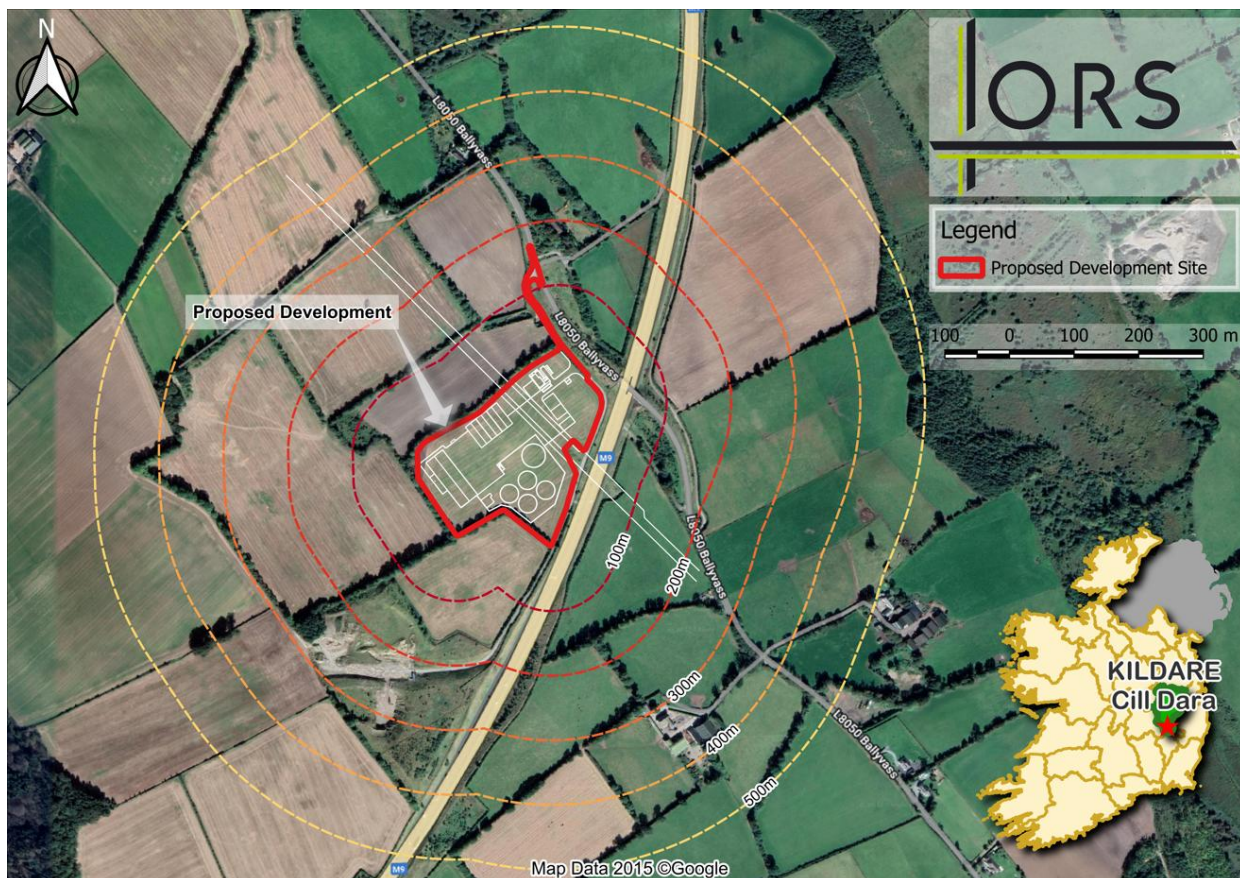 N
ORS
Legend
Proposed Development Site
100 0 100 200 300 m
L8050 Ballyvass
Proposed Development
L8050 Ballyvass
M9
L8050 Ballyvass
100m
200m
300m
400m
500m
L8050 Ballyvass
KILDARE
Cill Dara
M9
Map Data 2015 ©Google